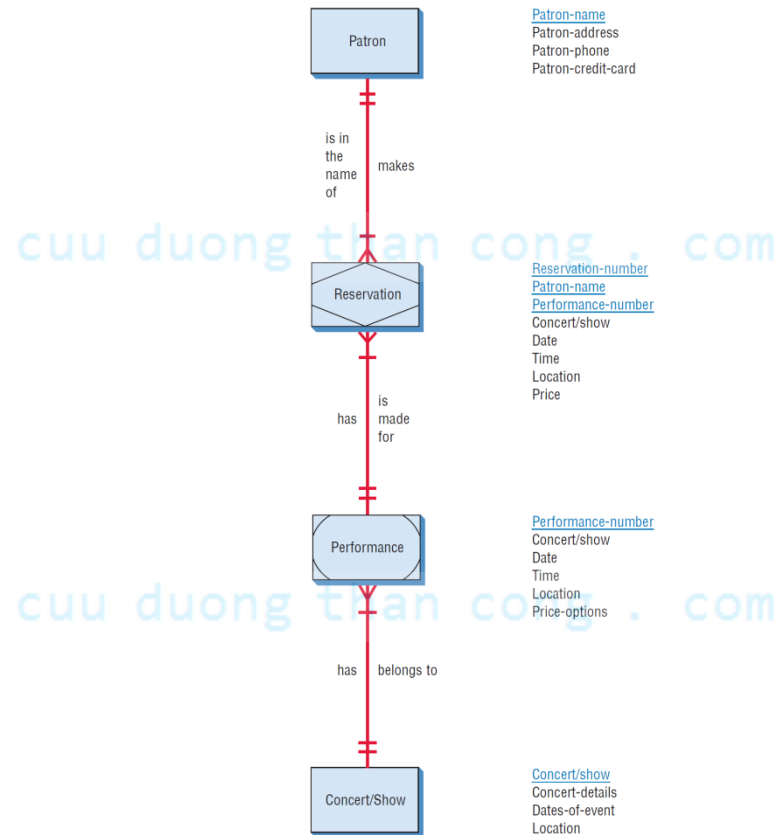 Patron
Patron-name
Patron-address
Patron-phone
Patron-credit-card
is in
the
name
of
makes
cuu duong than cong . com
Reservation
Reservation-number
Patron-name
Performance-number
Concert/show
Date
Time
Location
Price
has
is
made
for
Performance
Performance-number
Concert/show
Date
Time
Location
Price-options
cuu duong than cong . com
has
belongs to
Concert/Show
Concert/show
Concert-details
Dates-of-event
Location